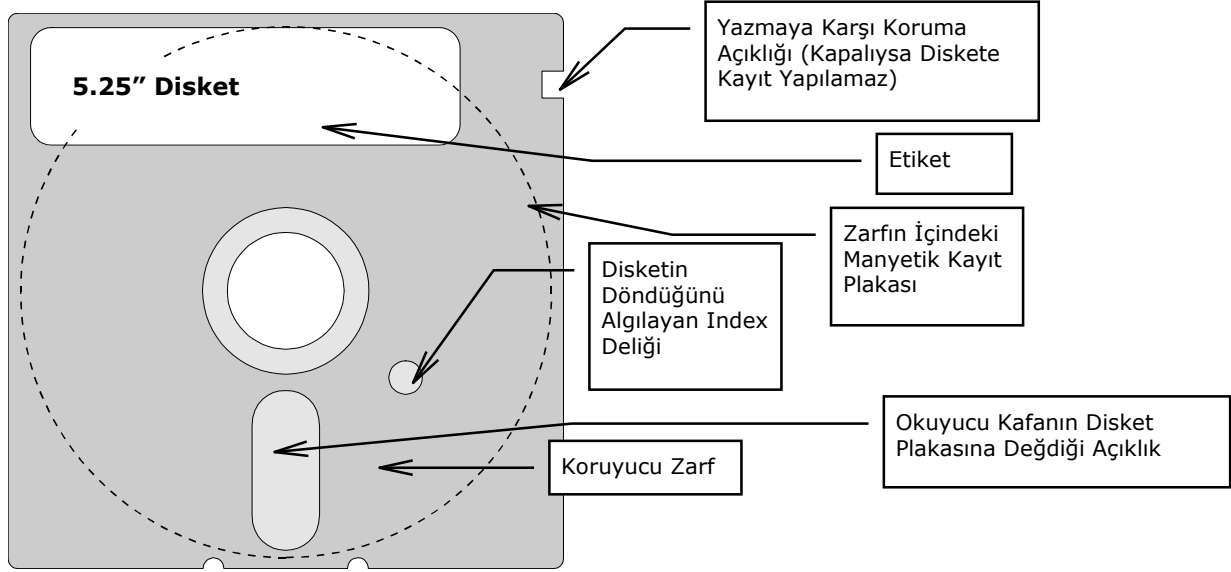 Yazmaya Karşı Koruma
Açıklığı (Kapalıysa Diskete
Kayıt Yapılamaz)
5.25” Disket
Etiket
Zarfın İçindeki
Manyetik Kayıt
Plakası
Disketin
Döndüğünü
Algılayan Index
Deliği
Okuyucu Kafanın Disket
Plakasına Değdiği Açıklık
Koruyucu Zarf